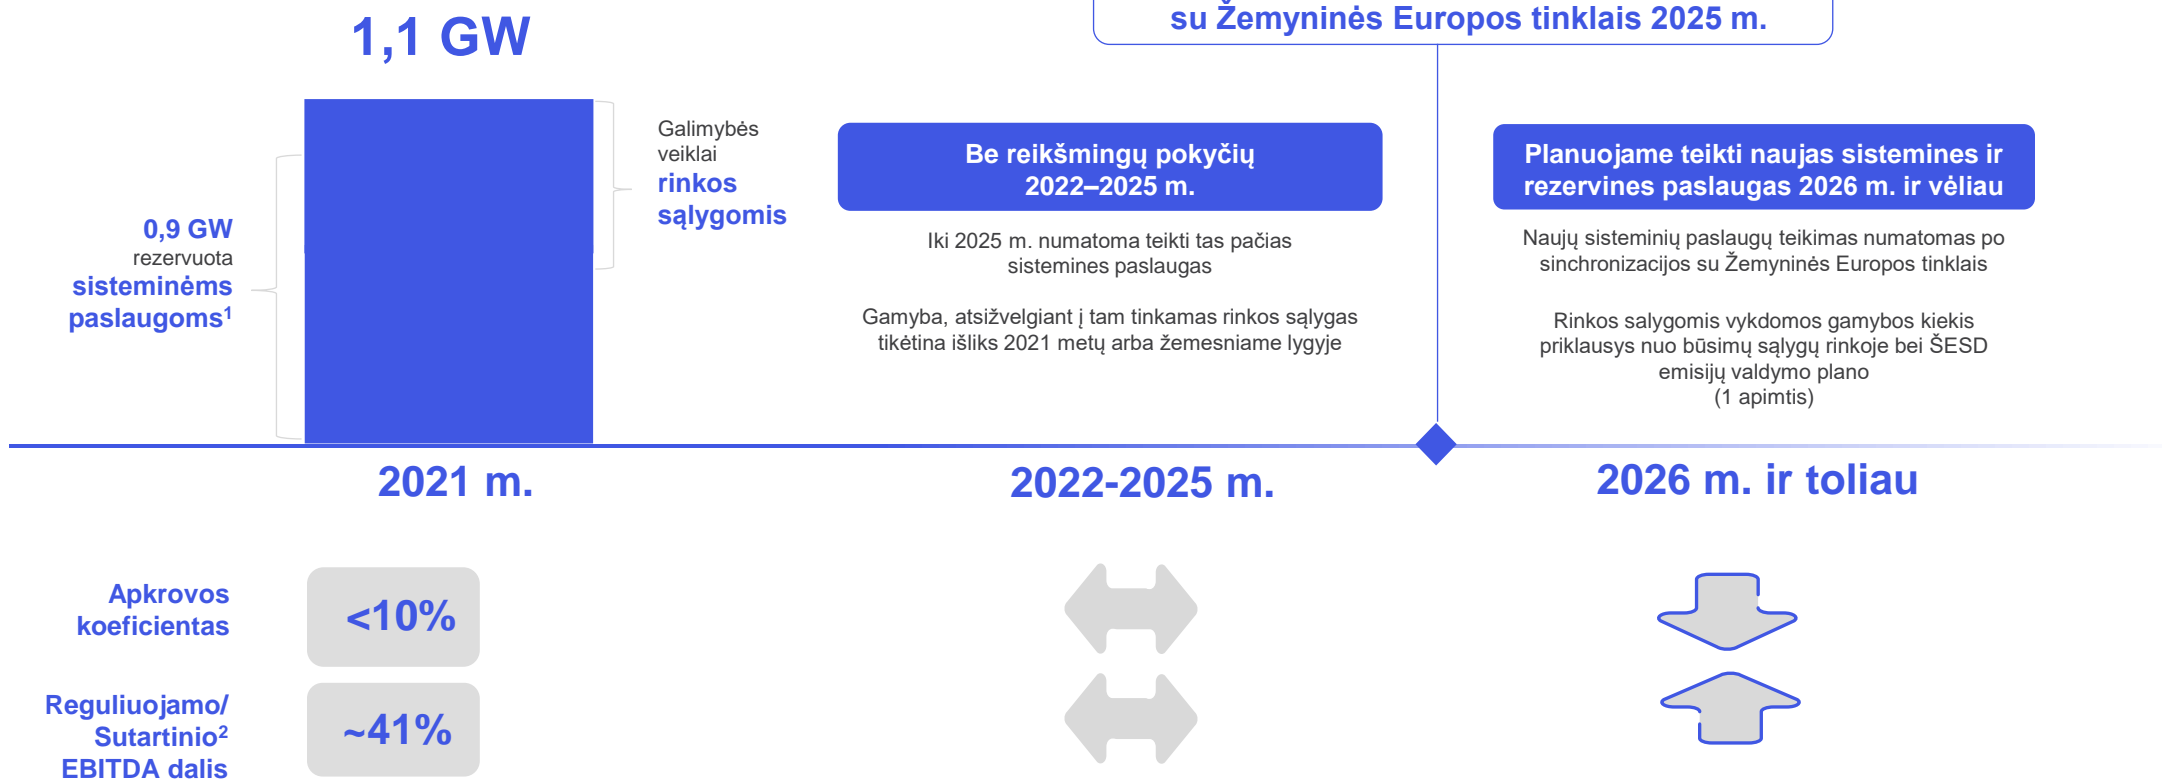 1,1 GW
su Žemyninės Europos tinklais 2025 m.
0,9 GW
rezervuota
sisteminėms
paslaugoms¹
Galimybės
veiklai
rinkos
sąlygomis
Be reikšmingų pokyčių
2022–2025 m.
Iki 2025 m. numatoma teikti tas pačias
sistemines paslaugas
Gamyba, atsižvelgiant į tam tinkamas rinkos sąlygas
tikėtina išliks 2021 metų arba žemesniame lygyje
Planuojame teikti naujas sistemines ir
rezervines paslaugas 2026 m. ir vėliau
Naujų sisteminių paslaugų teikimas numatomas po
sinchronizacijos su Žemyninės Europos tinklais
Rinkos salygomis vykdomos gamybos kiekis
priklausys nuo būsimų sąlygų rinkoje bei ŠESD
emisijų valdymo plano
(1 apimtis)
2021 m.
2022-2025 m.
2026 m. ir toliau
Apkrovos
koeficientas
<10%
Reguliuojamo/
Sutartinio²
EBITDA dalis
~41%